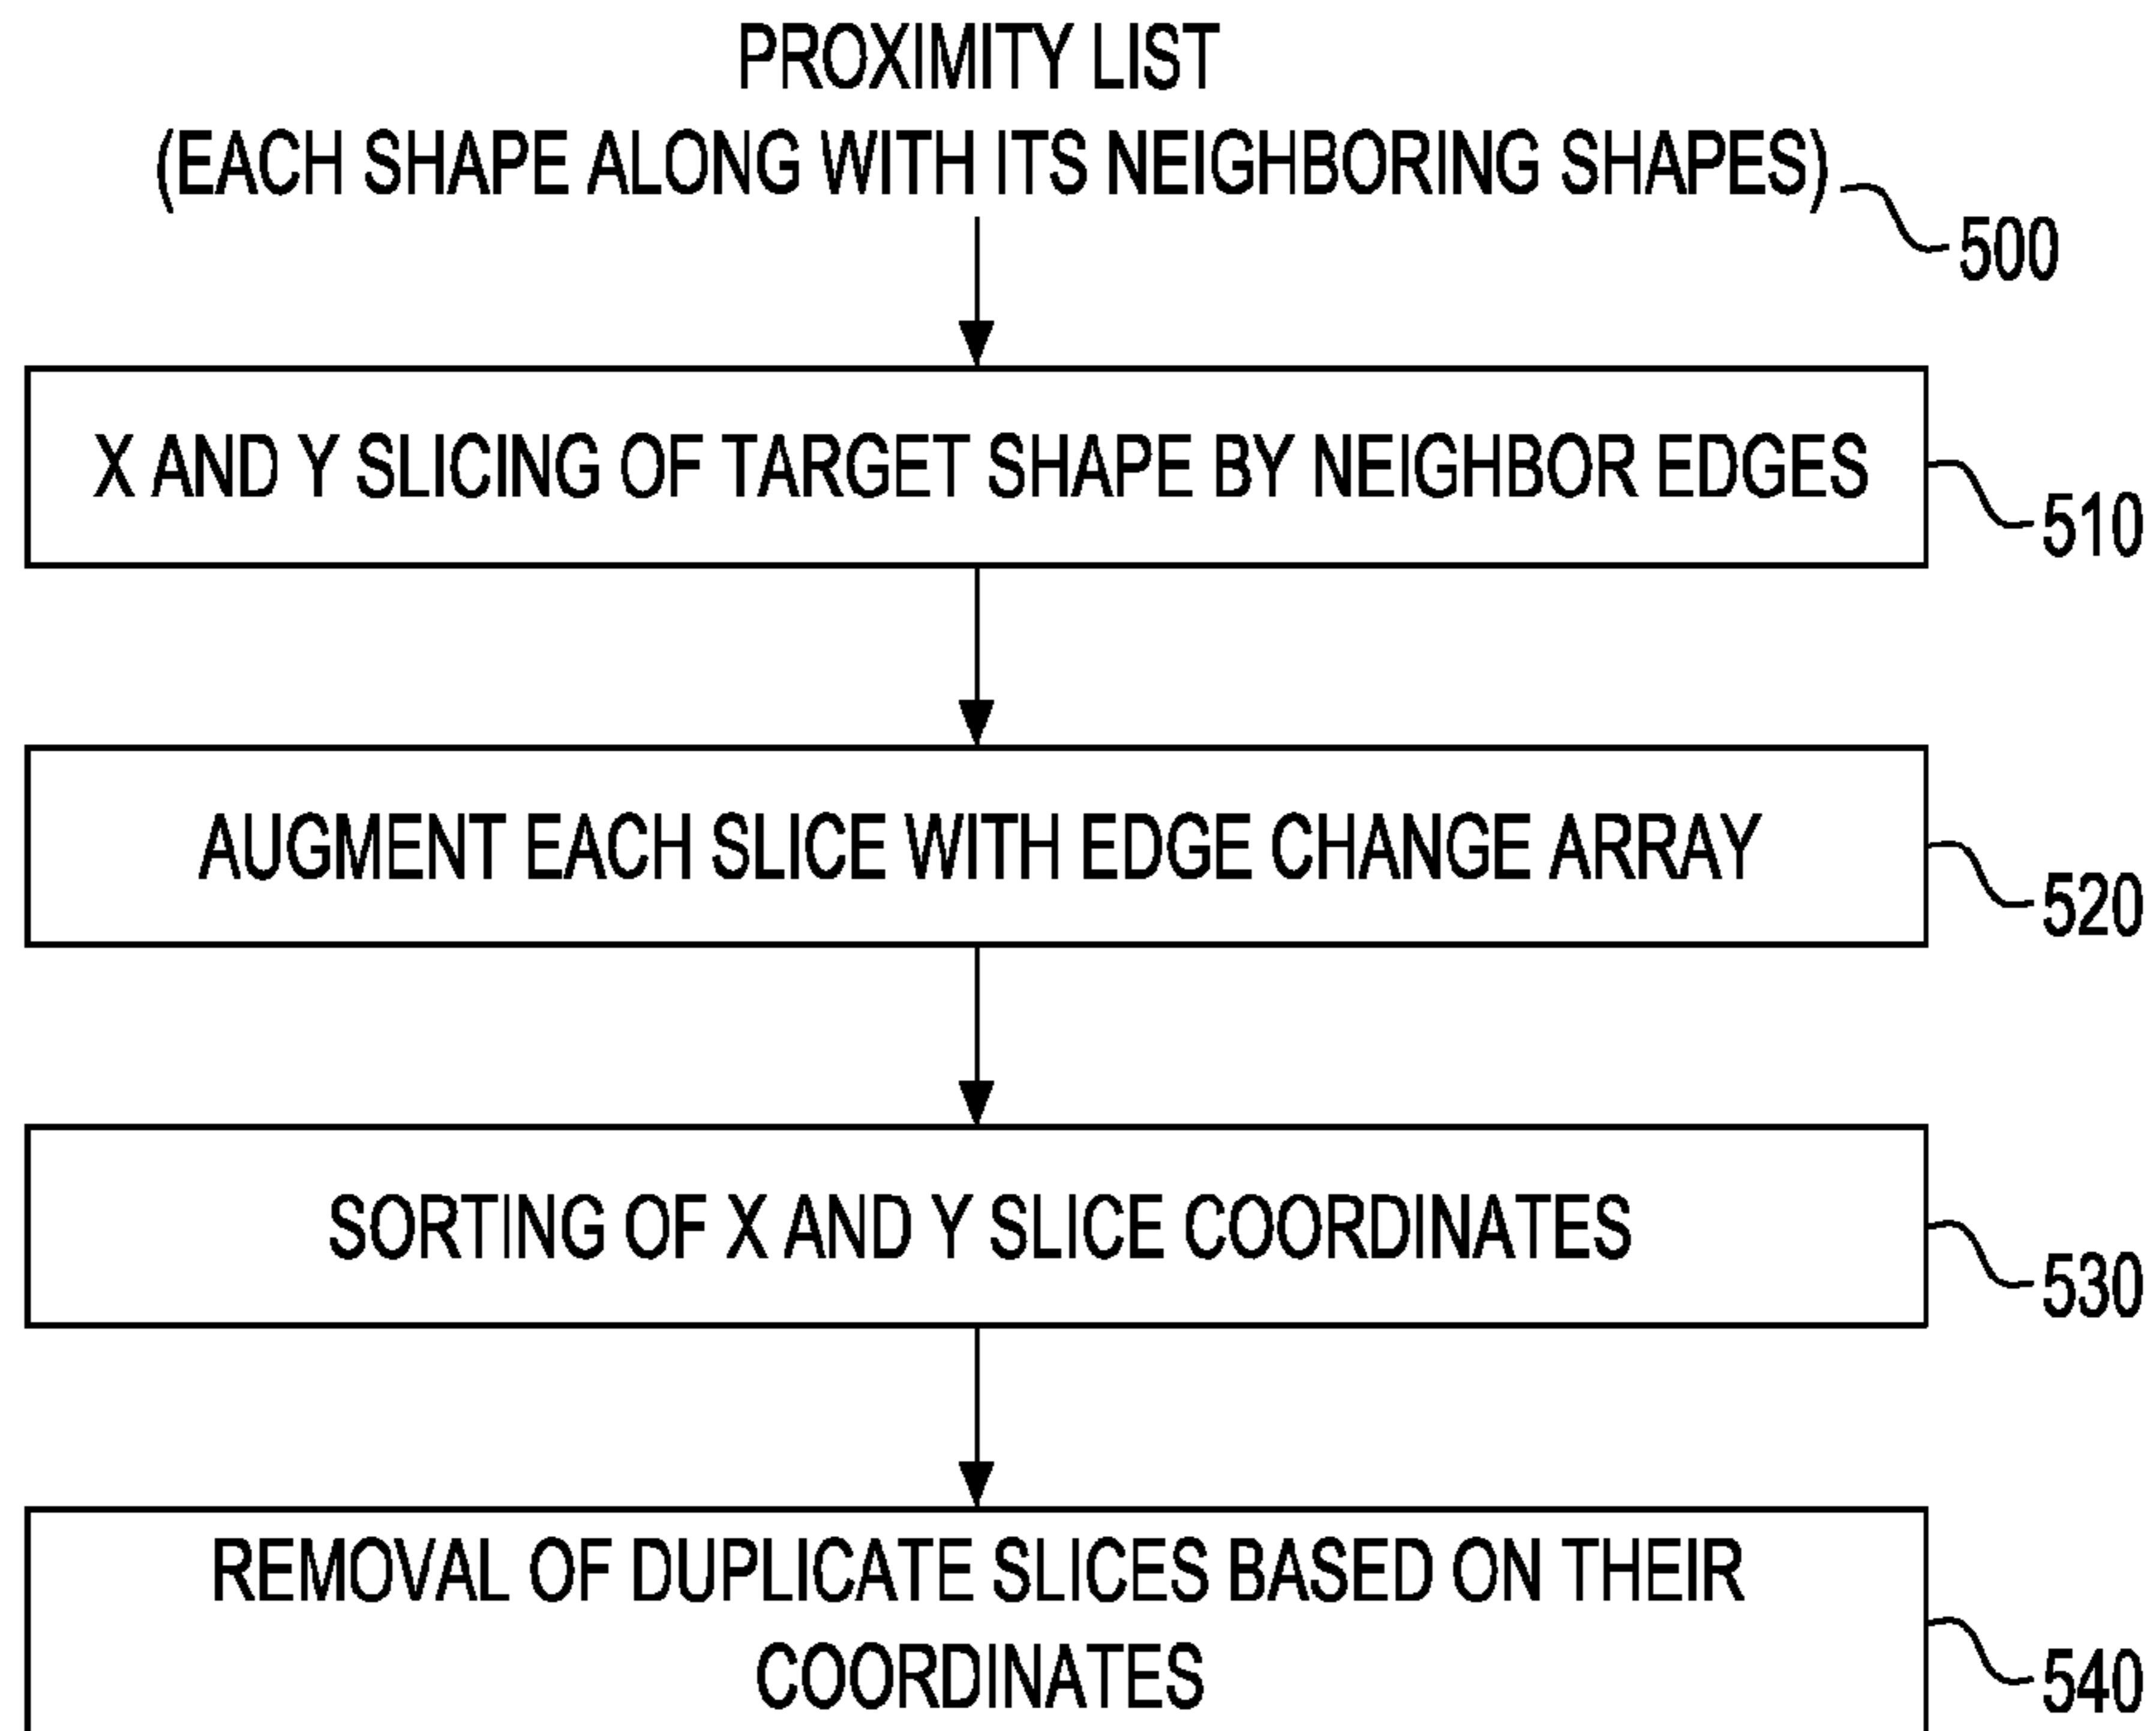 PROXIMITY LIST
(EACH SHAPE ALONG WITH ITS NEIGHBORING SHAPES)
500
X AND Y SLICING OF TARGET SHAPE BY NEIGHBOR EDGES
510
AUGMENT EACH SLICE WITH EDGE CHANGE ARRAY
520
SORTING OF X AND Y SLICE COORDINATES
530
REMOVAL OF DUPLICATE SLICES BASED ON THEIR
COORDINATES
540